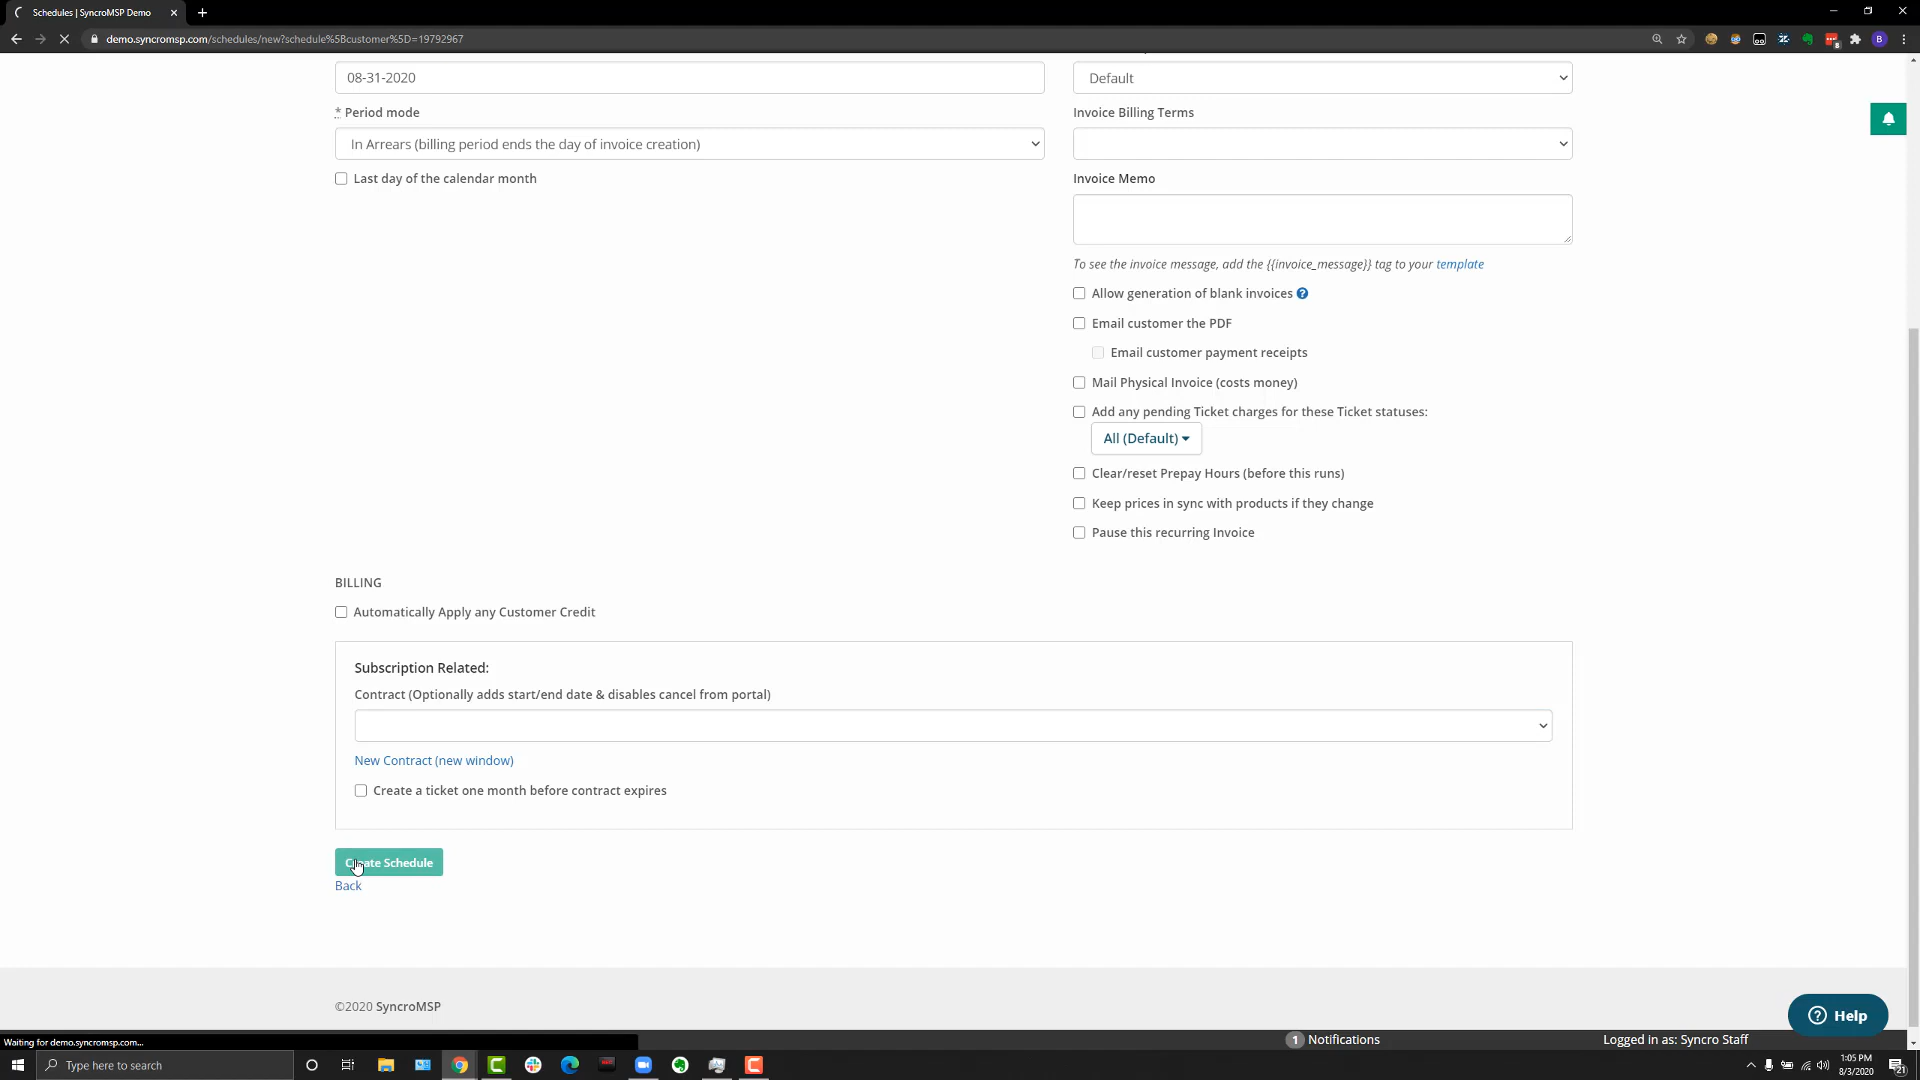 Schedules | SyncroMSP Demo
demo.syncromsp.com/schedules/new?schedule%5Bcustomer%5D=19792967
08-31-2020
Default
* Period mode
Invoice Billing Terms
In Arrears (billing period ends the day of invoice creation)
Last day of the calendar month
Invoice Memo
To see the invoice message, add the {{invoice_message}} tag to your template
Allow generation of blank invoices ?
Email customer the PDF
Email customer payment receipts
Mail Physical Invoice (costs money)
Add any pending Ticket charges for these Ticket statuses:
All (Default)
Clear/reset Prepay Hours (before this runs)
Keep prices in sync with products if they change
Pause this recurring Invoice
BILLING
Automatically Apply any Customer Credit
Subscription Related:
Contract (Optionally adds start/end date & disables cancel from portal)
New Contract (new window)
Create a ticket one month before contract expires
Create Schedule
Back
©2020 SyncroMSP
? Help
Waiting for demo.syncromsp.com...
1 Notifications
Logged in as: Syncro Staff
Type here to search
1:05 PM
8/3/2020
21